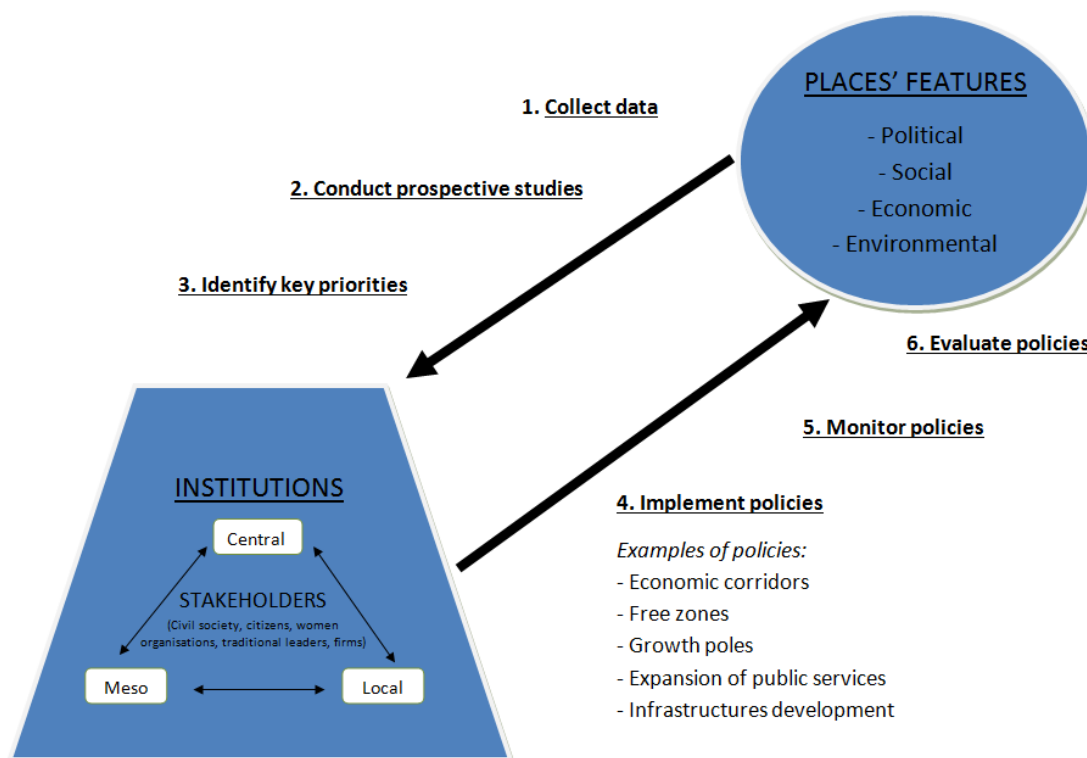 PLACES' FEATURES
- Political
- Social
- Economic
- Environmental
1. Collect data
2. Conduct prospective studies
3. Identify key priorities
6. Evaluate policies
5. Monitor policies
4. Implement policies
Examples of policies:
- Economic corridors
- Free zones
- Growth poles
- Expansion of public services
- Infrastructures development
INSTITUTIONS
Central
STAKEHOLDERS
(Civil society, citizens, women
organisations, traditional leaders, firms)
Meso
Local